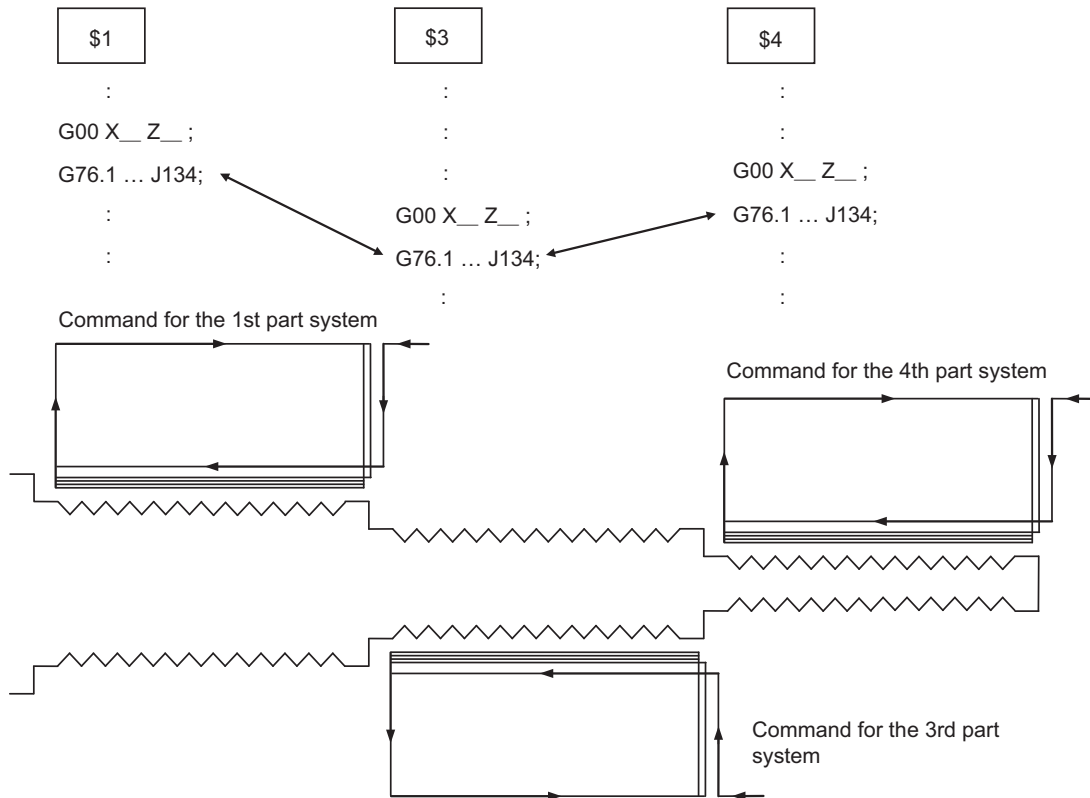 $1
$3
$4
:
:
:
G00 X__ Z__ ;
:
:
G76.1 … J134;
:
G00 X__ Z__ ;
:
G00 X__ Z__ ;
G76.1 … J134;
:
G76.1 … J134;
:
:
:
Command for the 1st part system
Command for the 4th part system
Command for the 3rd part
system